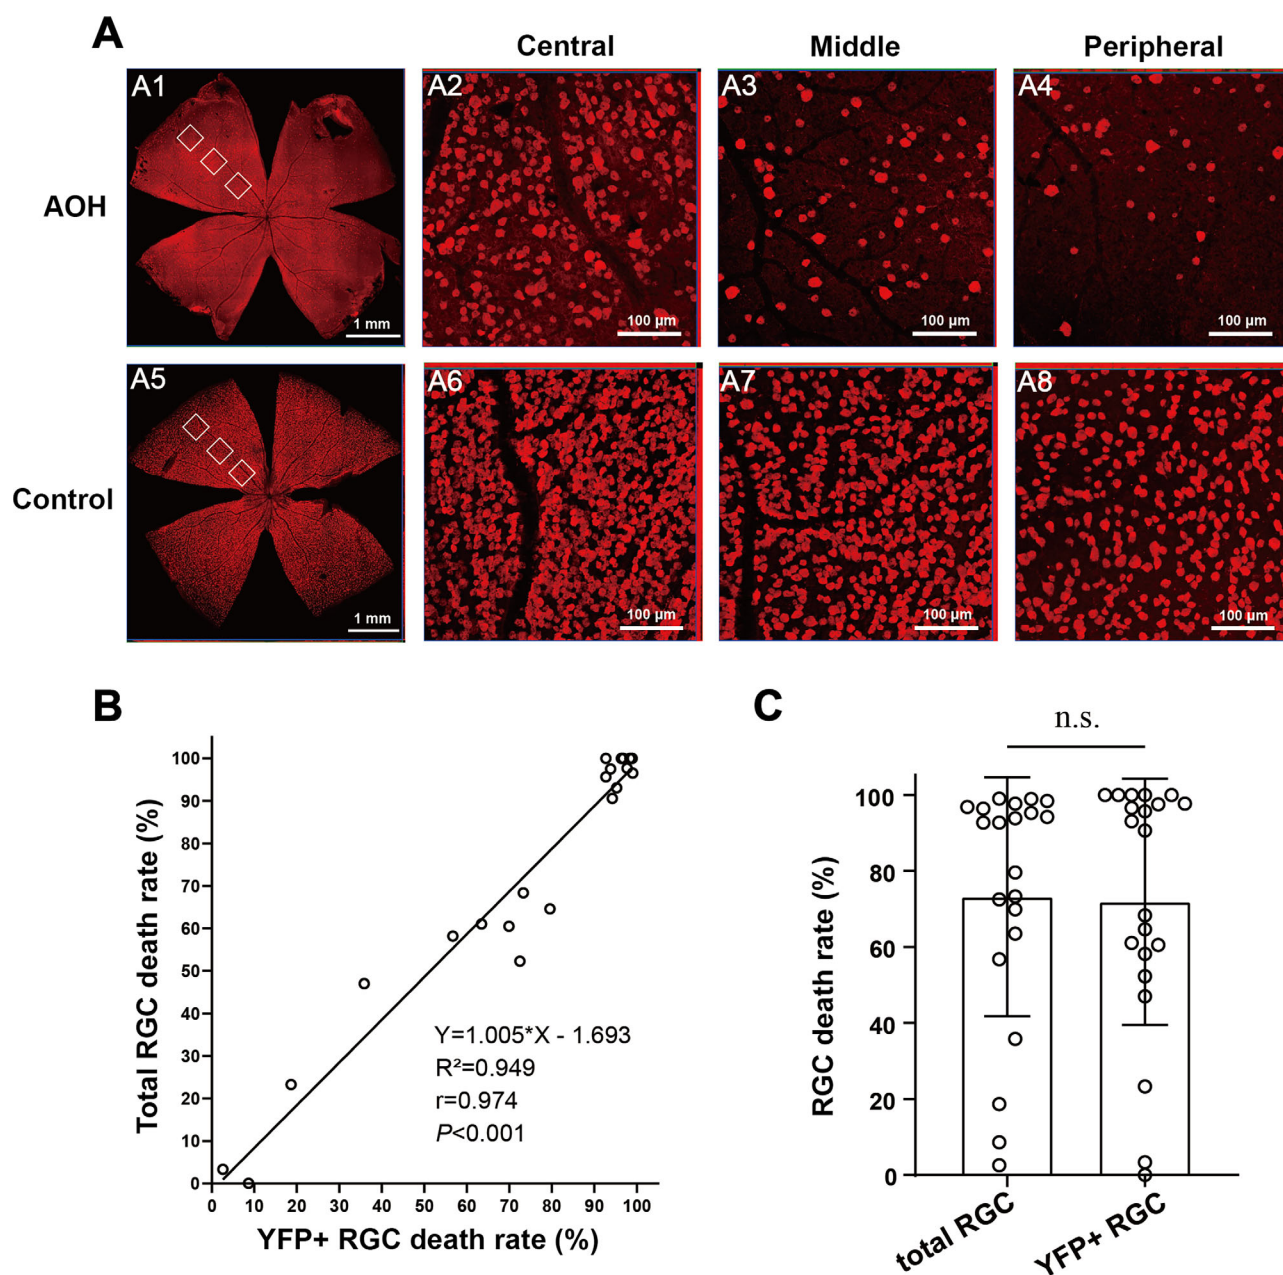 A
Central
Middle
Peripheral
AOH
A1
1 mm
A2
100 µm
A3
100 µm
A4
100 µm
Control
A5
1 mm
A6
100 µm
A7
100 µm
A8
100 µm
B
Total RGC death rate (%)
100
90
80
70
60
50
40
30
20
10
0
Y=1.005*X - 1.693
R²=0.949
r=0.974
P<0.001
0 10 20 30 40 50 60 70 80 90 100
YFP+ RGC death rate (%)
C
n.s.
RGC death rate (%)
100
80
60
40
20
0
total RGC
YFP+ RGC